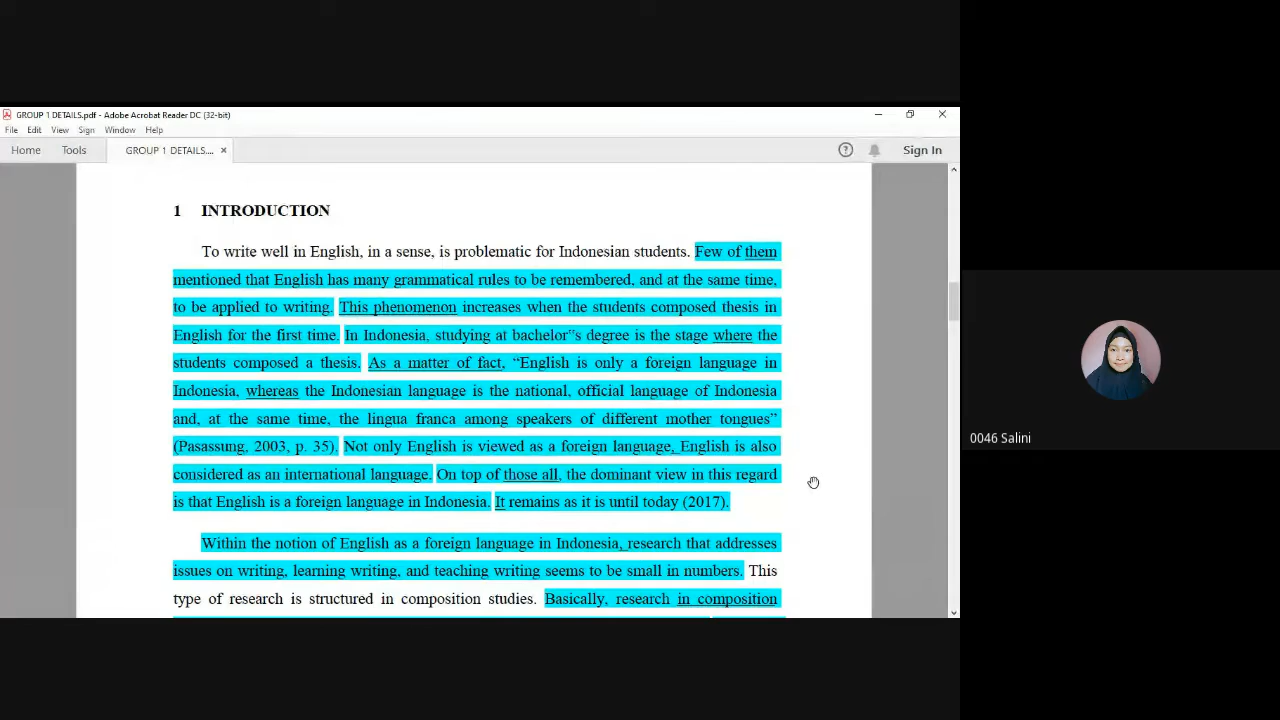 GROUP 1 DETAILS.pdf - Adobe Acrobat Reader DC (32-bit)
File Edit View Sign Window Help
Home Tools GROUP 1 DETAILS.... × Sign In
1 INTRODUCTION
To write well in English, in a sense, is problematic for Indonesian students. Few of them
mentioned that English has many grammatical rules to be remembered, and at the same time,
to be applied to writing. This phenomenon increases when the students composed thesis in
English for the first time. In Indonesia, studying at bachelor‟s degree is the stage where the
students composed a thesis. As a matter of fact, “English is only a foreign language in
Indonesia, whereas the Indonesian language is the national, official language of Indonesia
and, at the same time, the lingua franca among speakers of different mother tongues”
(Pasassung, 2003, p. 35). Not only English is viewed as a foreign language, English is also
considered as an international language. On top of those all, the dominant view in this regard
is that English is a foreign language in Indonesia. It remains as it is until today (2017).
Within the notion of English as a foreign language in Indonesia, research that addresses
issues on writing, learning writing, and teaching writing seems to be small in numbers. This
type of research is structured in composition studies. Basically, research in composition
0046 Salini